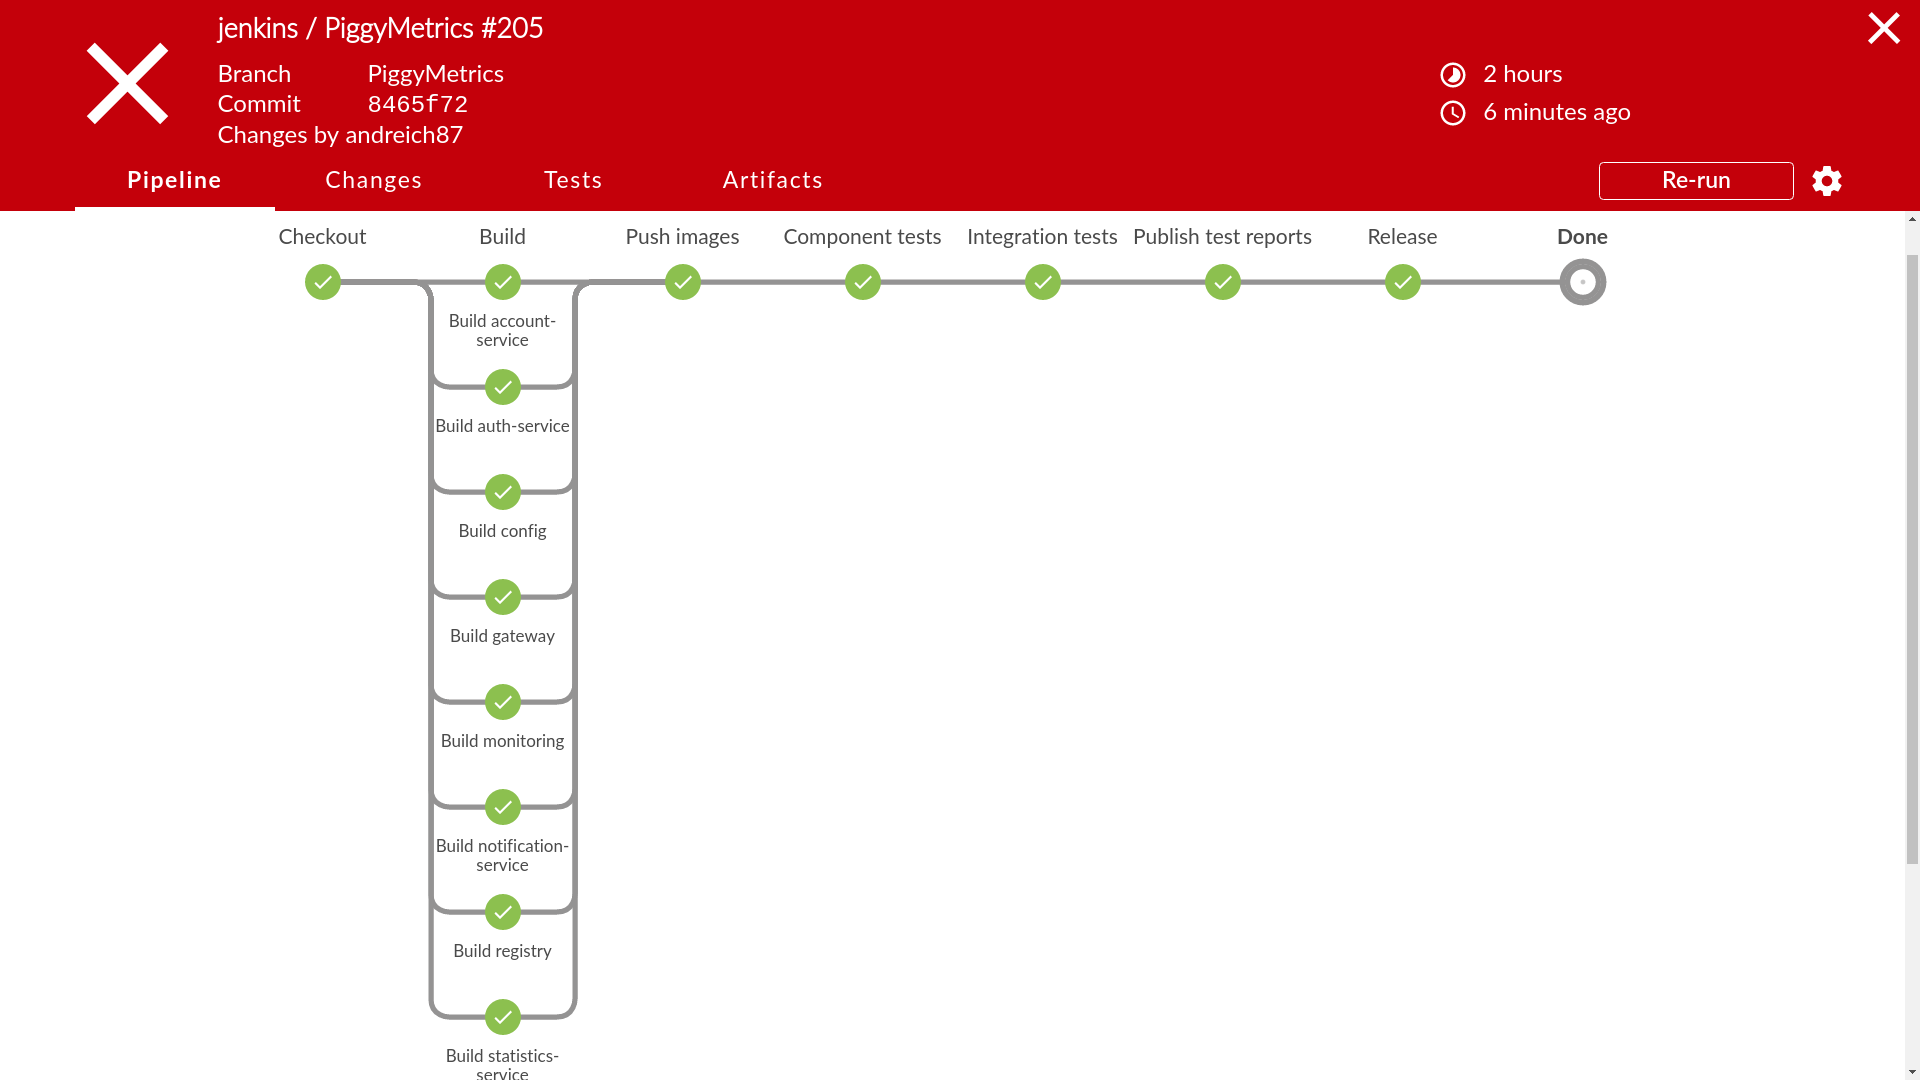 jenkins / PiggyMetrics #205
Branch PiggyMetrics
Commit 8465f72
Changes by andreich87
2 hours
6 minutes ago
Pipeline Changes Tests Artifacts Re-run
Checkout Build Push images Component tests Integration tests Publish test reports Release Done
Build account-
service
Build auth-service
Build config
Build gateway
Build monitoring
Build notification-
service
Build registry
Build statistics-
service